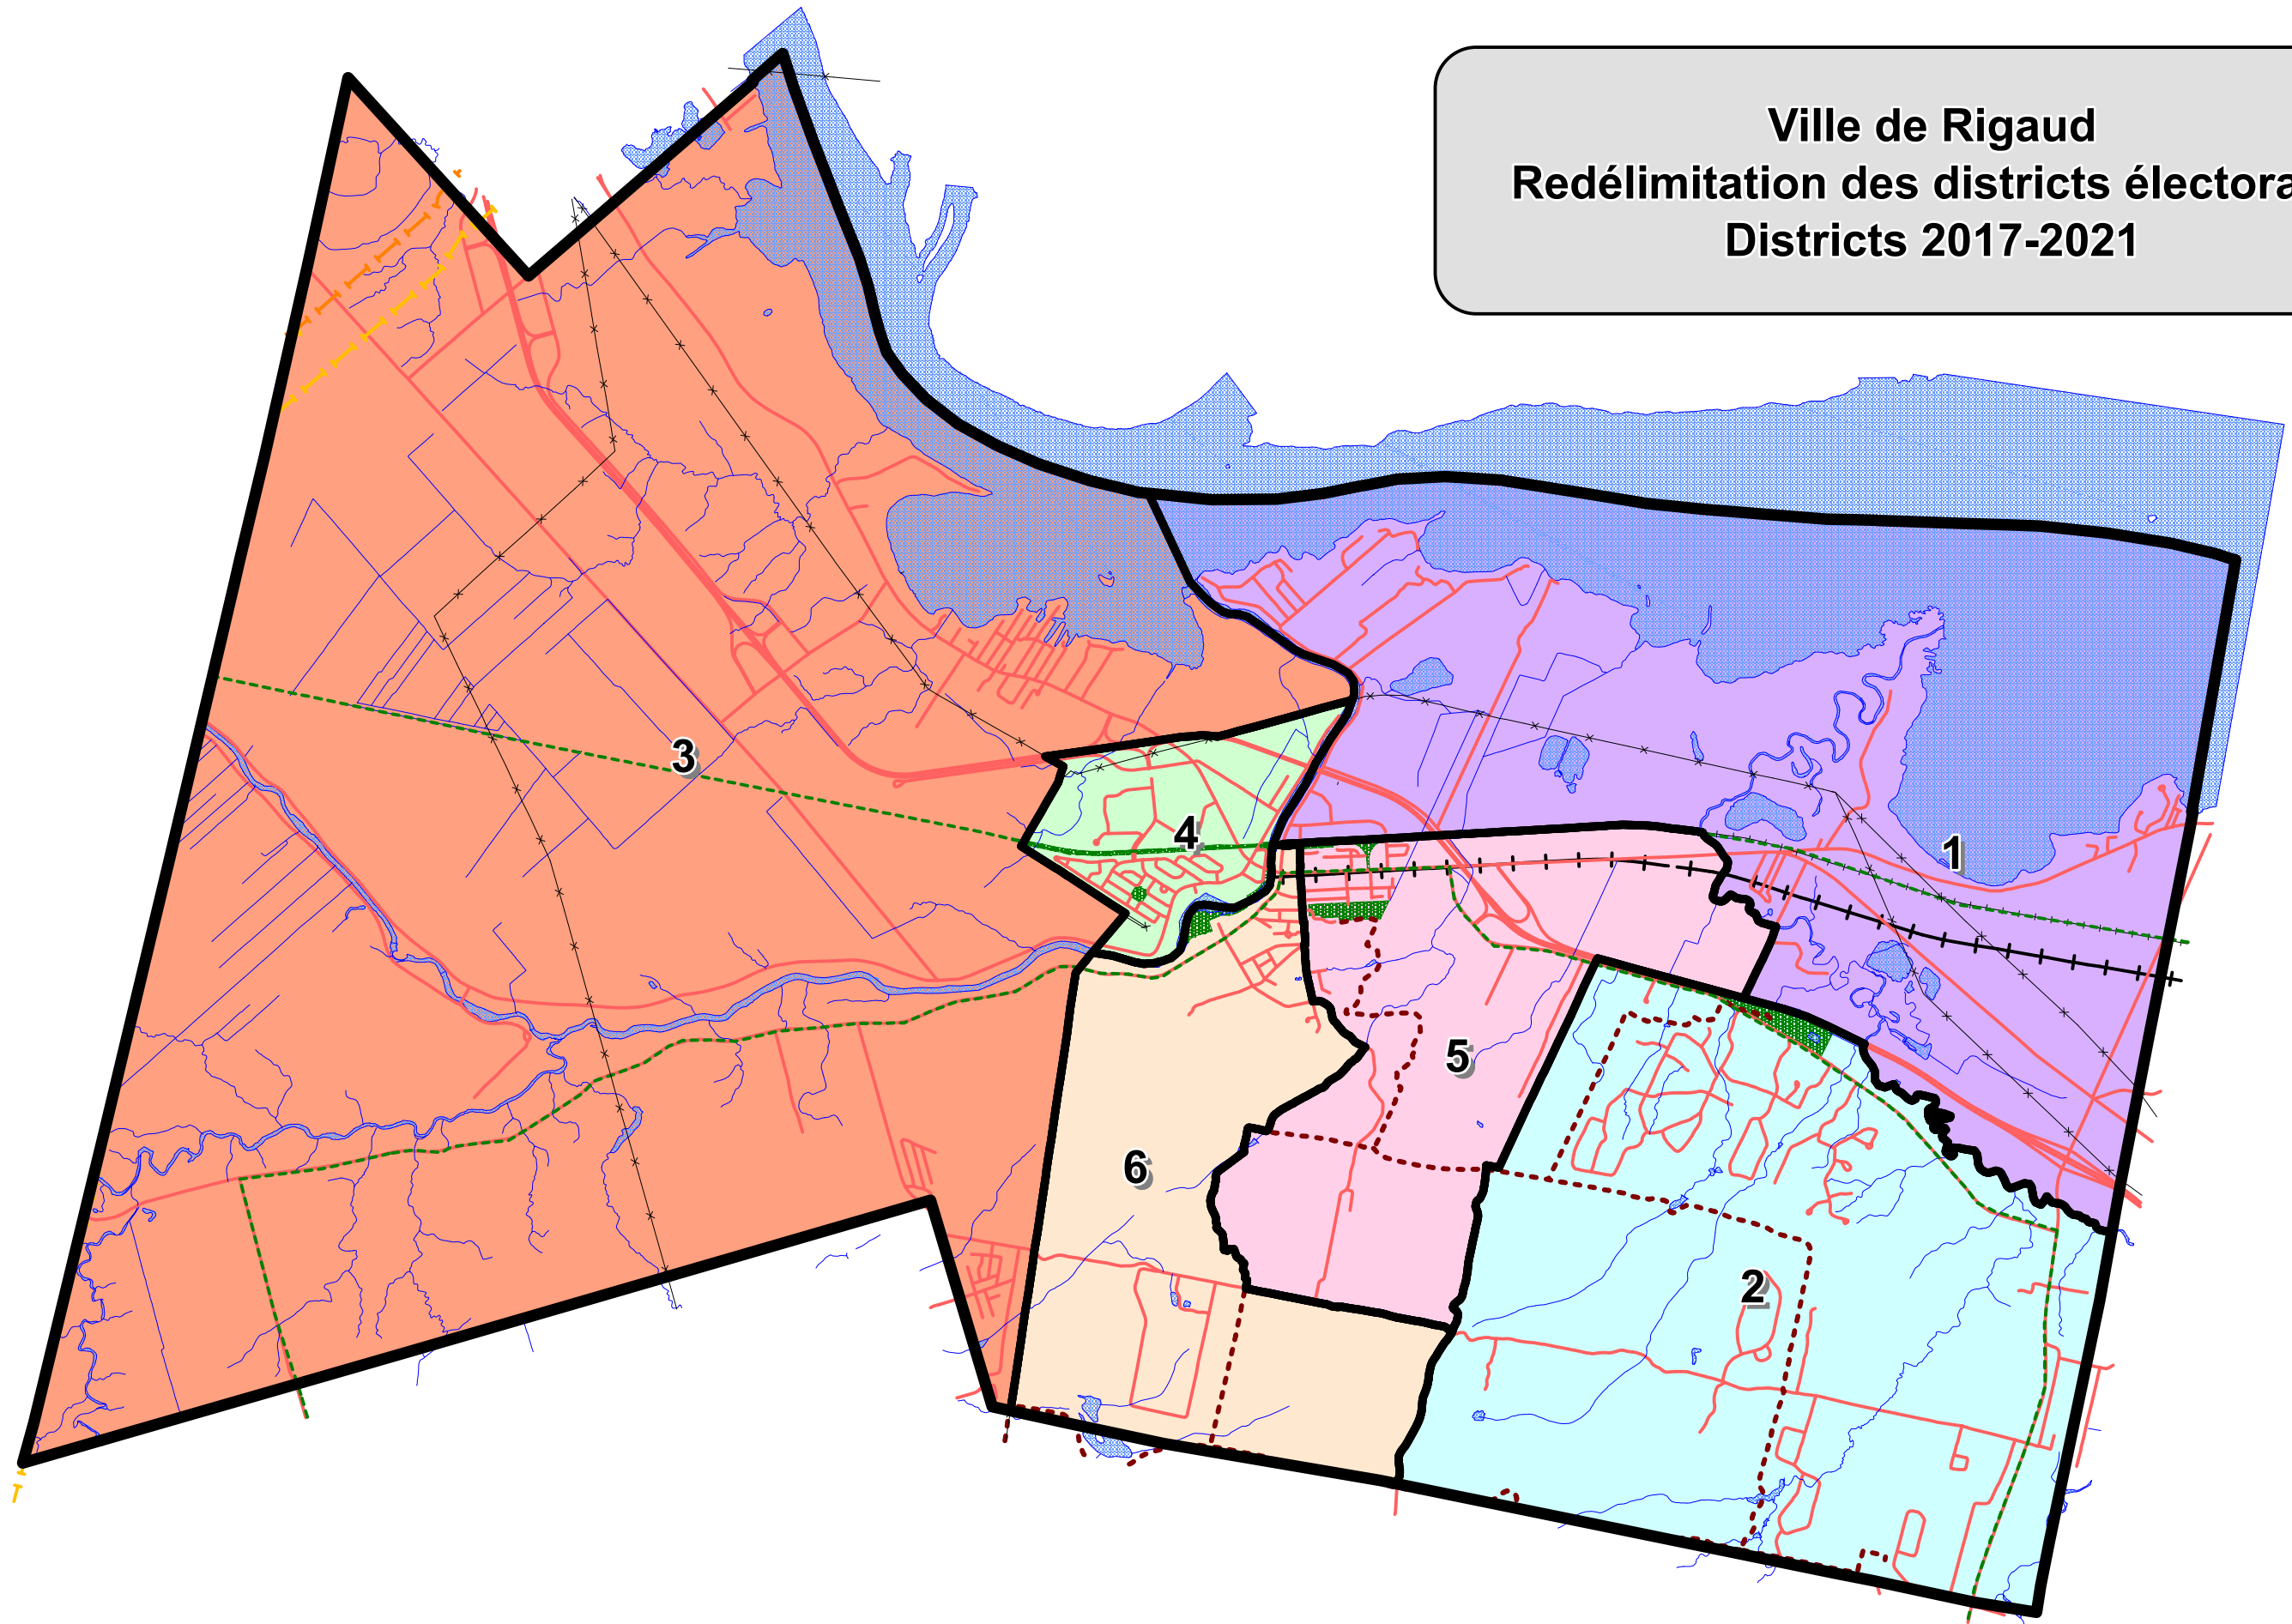 Ville de Rigaud
Redélimitation des districts électora
Districts 2017-2021
3
4
1
5
6
2